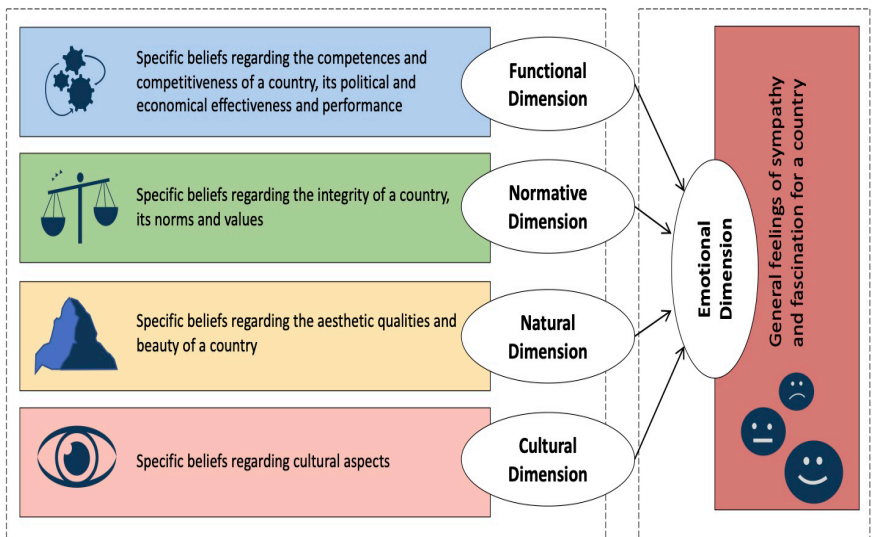 Specific beliefs regarding the competences and
competitiveness of a country, its political and
economical effectiveness and performance
Functional
Dimension
Specific beliefs regarding the integrity of a country,
its norms and values
Normative
Dimension
Specific beliefs regarding the aesthetic qualities and
beauty of a country
Natural
Dimension
Specific beliefs regarding cultural aspects
Cultural
Dimension
Emotional
Dimension
General feelings of sympathy
and fascination for a country